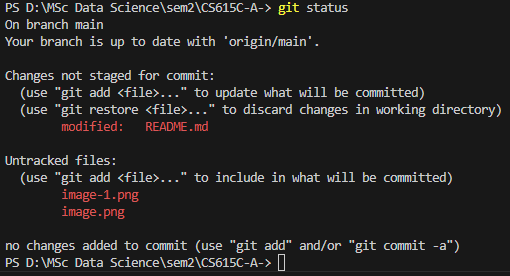 PS D:\MSc Data Science\sem2\CS615C-A-> git status
On branch main
Your branch is up to date with 'origin/main'.

Changes not staged for commit:
  (use "git add <file>..." to update what will be committed)
  (use "git restore <file>..." to discard changes in working directory)
        modified:   README.md

Untracked files:
  (use "git add <file>..." to include in what will be committed)
        image-1.png
        image.png

no changes added to commit (use "git add" and/or "git commit -a")
PS D:\MSc Data Science\sem2\CS615C-A->